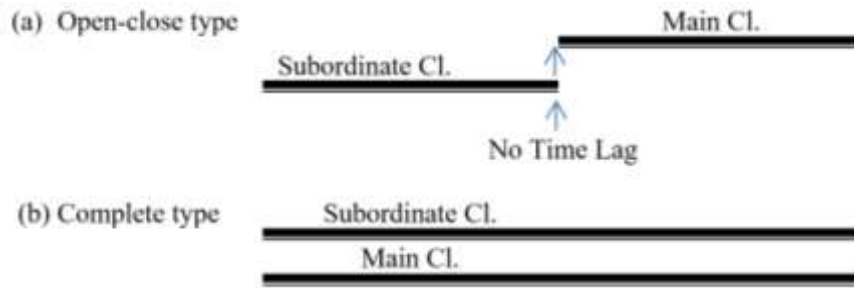 (a) Open-close type
Main Cl.
Subordinate Cl.
No Time Lag
(b) Complete type
Subordinate Cl.
Main Cl.